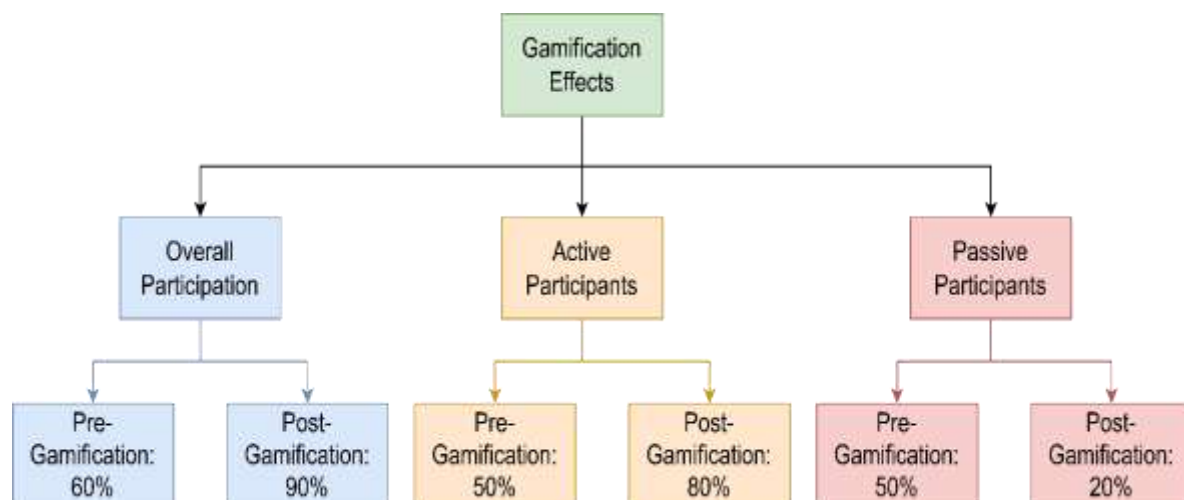 Gamification
Effects
Overall
Participation
Active
Participants
Passive
Participants
Pre-
Gamification:
60%
Post-
Gamification:
90%
Pre-
Gamification:
50%
Post-
Gamification:
80%
Pre-
Gamification:
50%
Post-
Gamification:
20%